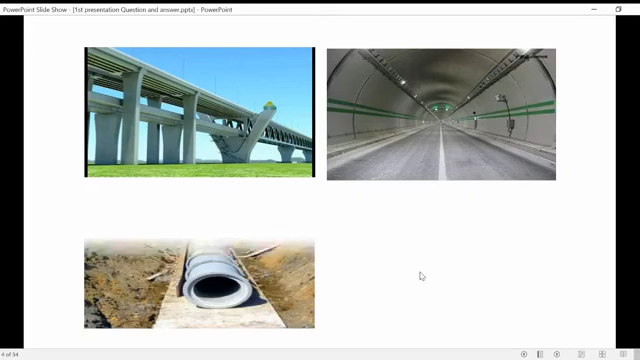 PowerPoint Slide Show - [1st presentation Question and answer.pptx] - PowerPoint
4 of 34